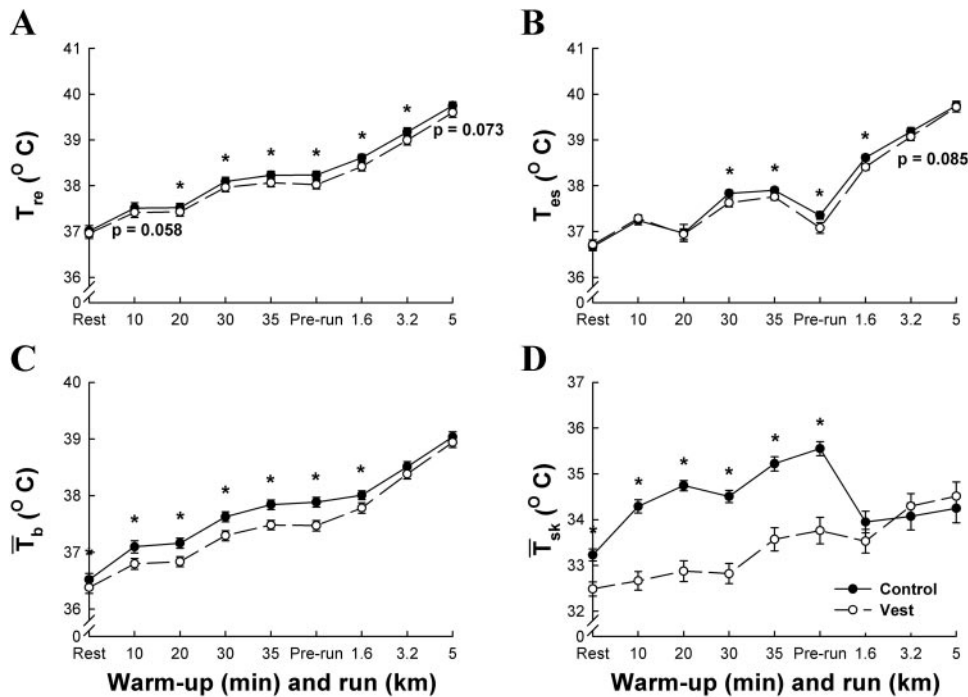 A
B
41
40
39
38
37
36
0
T re (O C)
* * * * * *
p = 0.058
p = 0.073
Rest 10 20 30 35 Pre-run 1.6 3.2 5
41
40
39
38
37
36
0
T es (O C)
* * * *
p = 0.085
Rest 10 20 30 35 Pre-run 1.6 3.2 5
C
D
40
39
38
37
36
0
T b (O C)
* * * * * * *
Rest 10 20 30 35 Pre-run 1.6 3.2 5
Warm-up (min) and run (km)
37
36
35
34
33
32
0
T sk (O C)
* * * * * *
Control
Vest
Rest 10 20 30 35 Pre-run 1.6 3.2 5
Warm-up (min) and run (km)